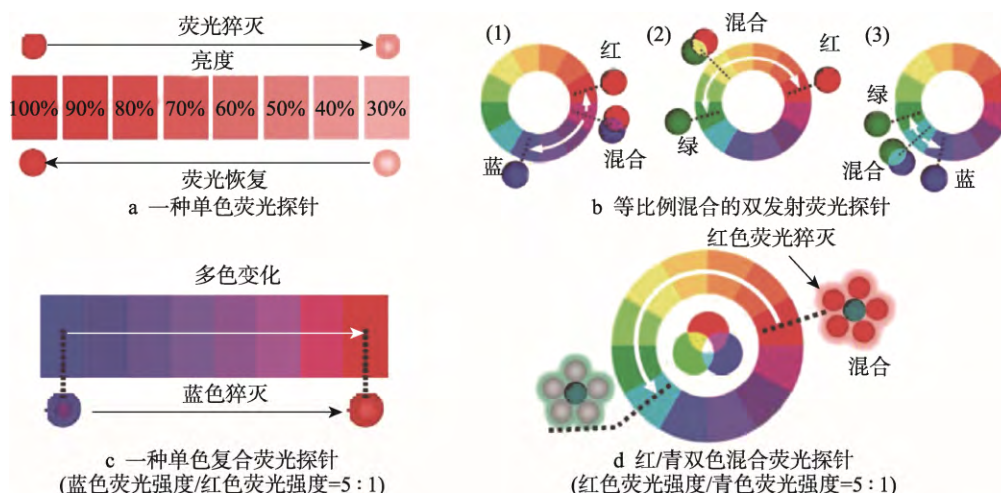 荧光猝灭
亮度
100% 90% 80% 70% 60% 50% 40% 30%
荧光恢复
a 一种单色荧光探针
(1)
红
混合
蓝
(2)
混合
红
绿
(3)
绿
混合
蓝
b 等比例混合的双发射荧光探针
多色变化
蓝色猝灭
c 一种单色复合荧光探针
(蓝色荧光强度/红色荧光强度=5∶1)
红色荧光猝灭
混合
d 红/青双色混合荧光探针
(红色荧光强度/青色荧光强度=5∶1)